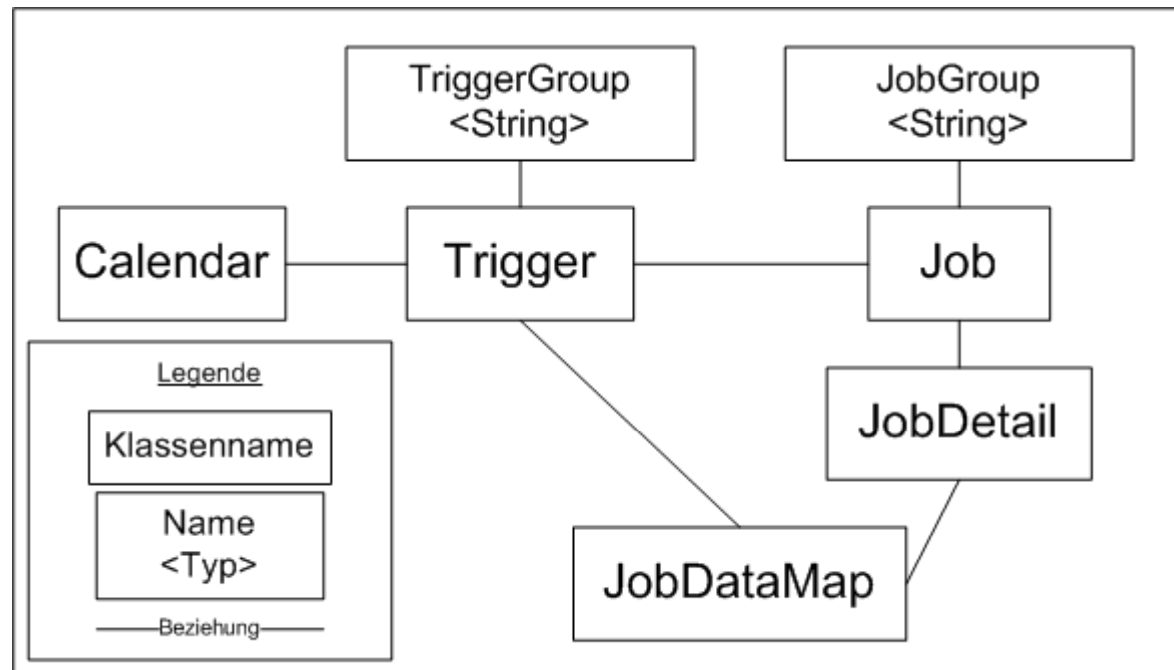 TriggerGroup
<String>
JobGroup
<String>
Calendar
Trigger
Job
JobDetail
JobDataMap
Legende
Klassenname
Name
<Typ>
Beziehung